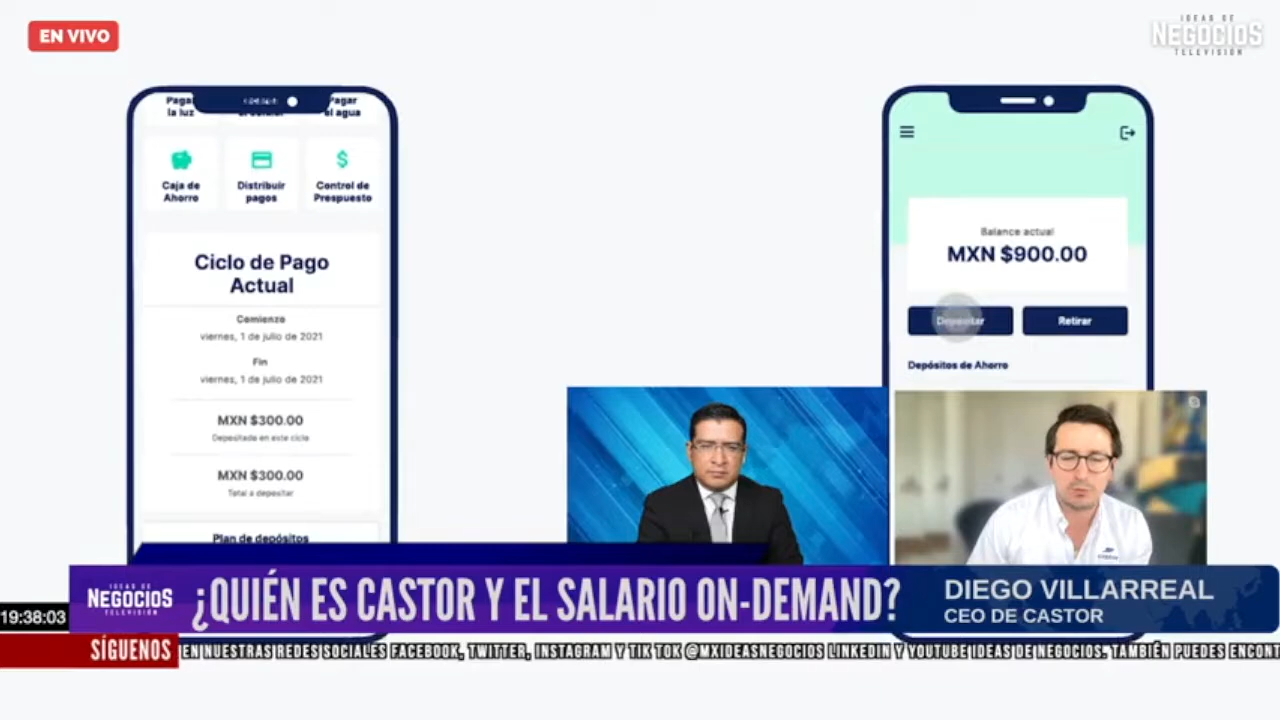 EN VIVO
IDEAS DE
NEGOCIOS
TELEVISIÓN
Pagar
la luz
Pagar
el agua
Caja de
Ahorro
Distribuír
pagos
Control de
Prespuesto
Ciclo de Pago
Actual
Comienzo
viernes, 1 de julio de 2021
Fin
viernes, 1 de julio de 2021
MXN $300.00
Depositado en este ciclo
MXN $300.00
Total a depositar
Plan de depósitos
Balance actual
MXN $900.00
Depositar
Retirar
Depósitos de Ahorro
IDEAS DE
NEGOCIOS
TELEVISIÓN
¿QUIÉN ES CASTOR Y EL SALARIO ON-DEMAND?
DIEGO VILLARREAL
CEO DE CASTOR
19:38:03
SÍGUENOS
EN NUESTRAS REDES SOCIALES FACEBOOK, TWITTER, INSTAGRAM Y TIK TOK @MXIDEASNEGOCIOS LINKEDIN Y YOUTUBE IDEAS DE NEGOCIOS. TAMBIÉN PUEDES ENCONT